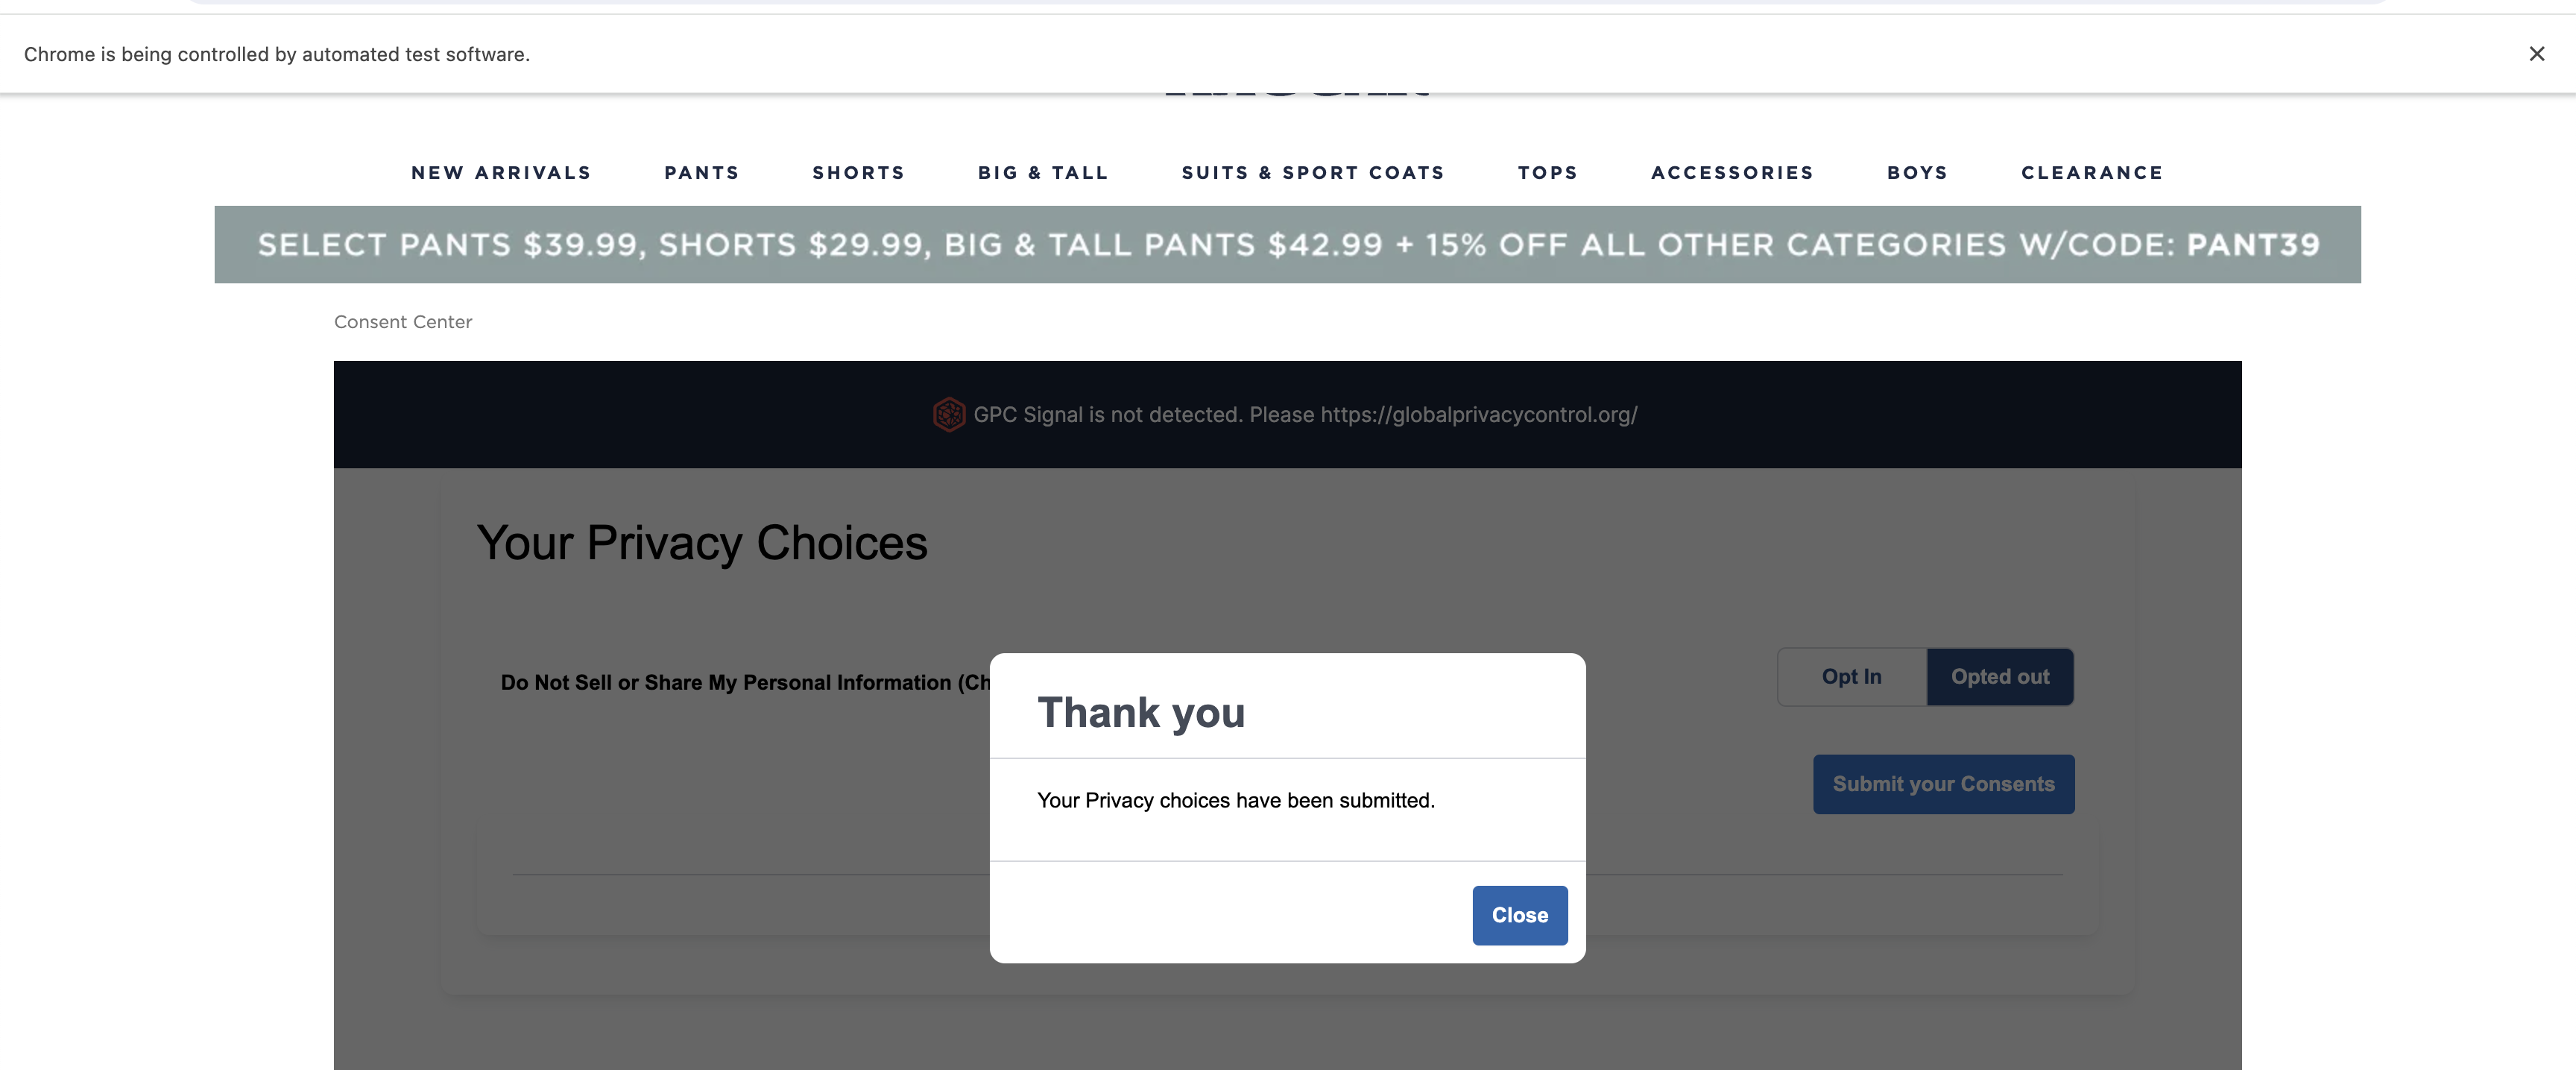 Chrome is being controlled by automated test software.
NEW ARRIVALS PANTS SHORTS BIG & TALL SUITS & SPORT COATS TOPS ACCESSORIES BOYS CLEARANCE
SELECT PANTS $39.99, SHORTS $29.99, BIG & TALL PANTS $42.99 + 15% OFF ALL OTHER CATEGORIES W/CODE: PANT39
Consent Center
GPC Signal is not detected. Please https://globalprivacycontrol.org/
Your Privacy Choices
Do Not Sell or Share My Personal Information (Ch
Opt In Opted out
Submit your Consents
Thank you
Your Privacy choices have been submitted.
Close